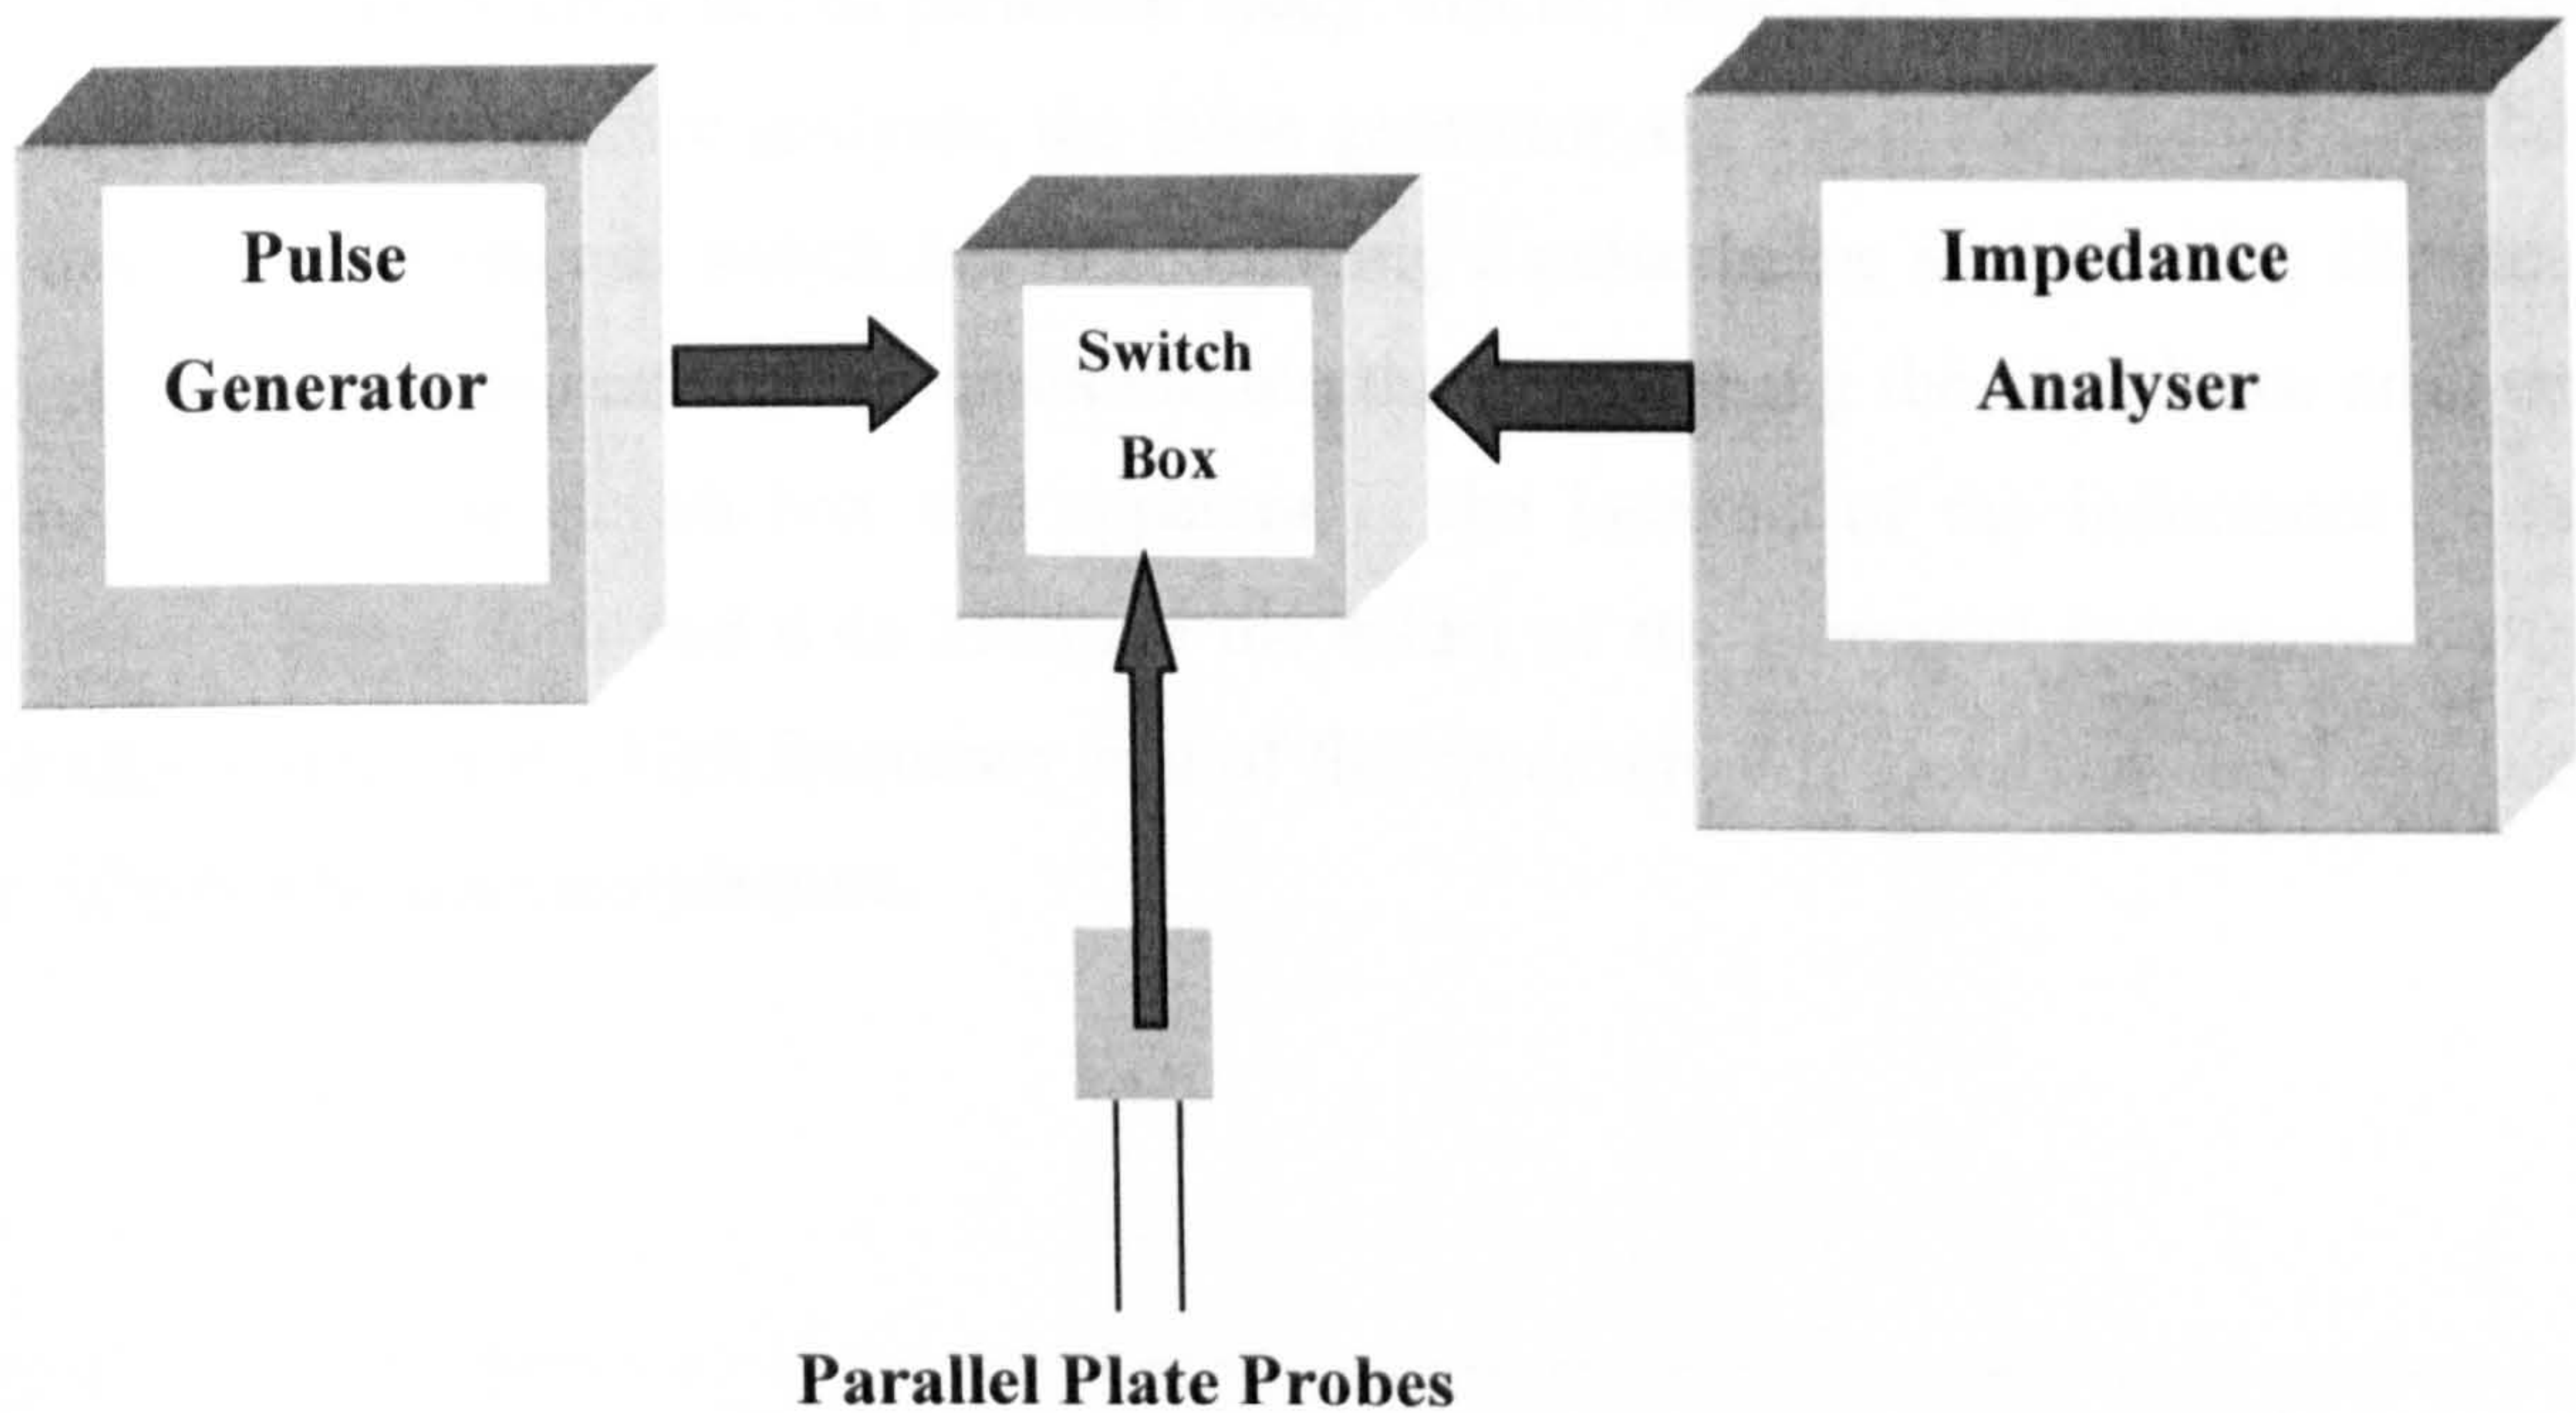 Pulse
Generator
Switch
Box
Impedance
Analyser
Parallel Plate Probes